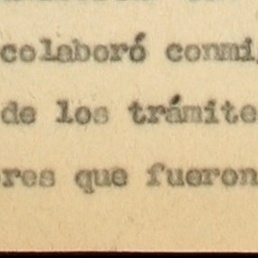 colaboró conmi
de los trámite
res que fueron